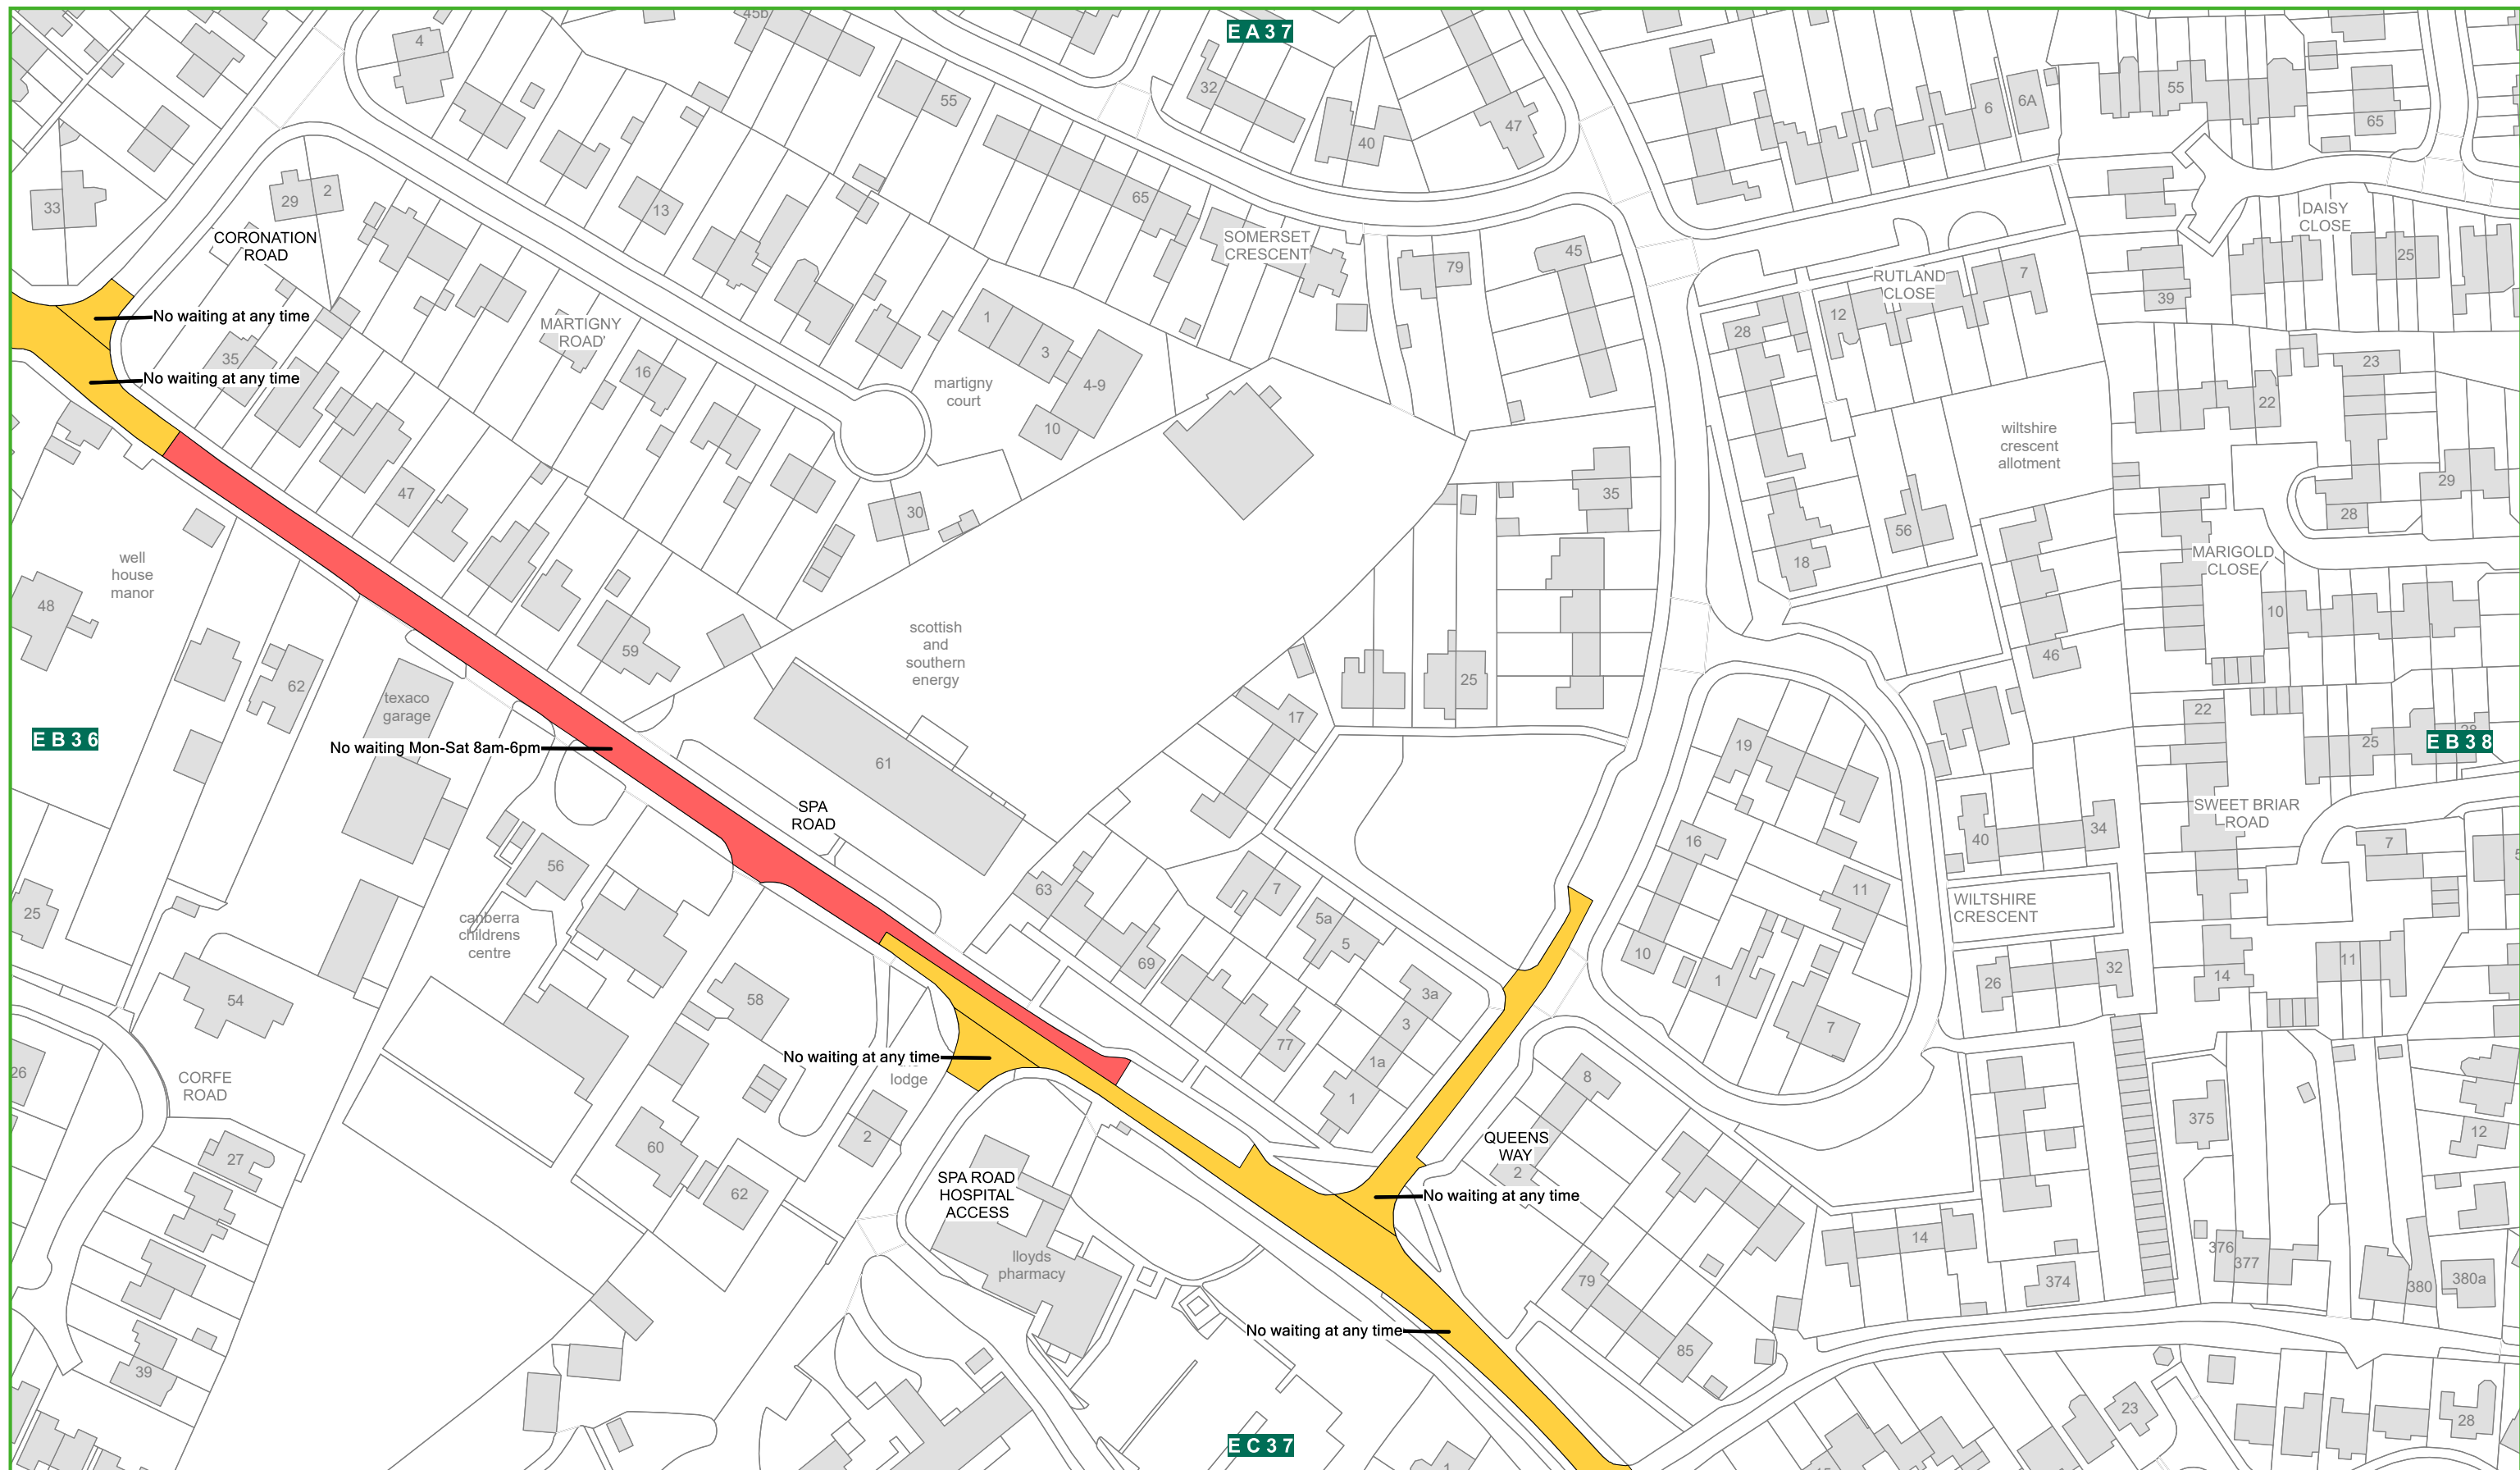 45b
EA37
4
32
55
40
47
6
6A
55
65
33
29
2
13
65
CORONATION
ROAD
SOMERSET
CRESCENT
79
45
RUTLAND
CLOSE
7
DAISY
CLOSE
25
39
No waiting at any time
No waiting at any time
35
MARTIGNY
ROAD'
16
1
3
4-9
10
martigny
court
28
12
23
22
wiltshire
crescent
allotment
47
30
35
56
18
29
28
MARIGOLD
CLOSE
10
well
house
manor
48
62
59
scottish
and
southern
energy
texaco
garage
25
46
17
22
25
EB36
EB38
No waiting Mon-Sat 8am-6pm
61
19
SPA
ROAD
SWEET BRIAR
ROAD
7
16
40
34
56
63
7
11
5a
5
25
canberra
childrens
centre
WILTSHIRE
CRESCENT
69
10
1
26
32
14
11
54
58
3a
3
7
77
1a
1
No waiting at any time
lodge
26
CORFE
ROAD
2
8
375
12
27
60
62
QUEENS
WAY
2
SPA ROAD
HOSPITAL
ACCESS
No waiting at any time
14
376
377
380
380a
lloyds
pharmacy
79
374
No waiting at any time
85
39
23
28
EC37
1